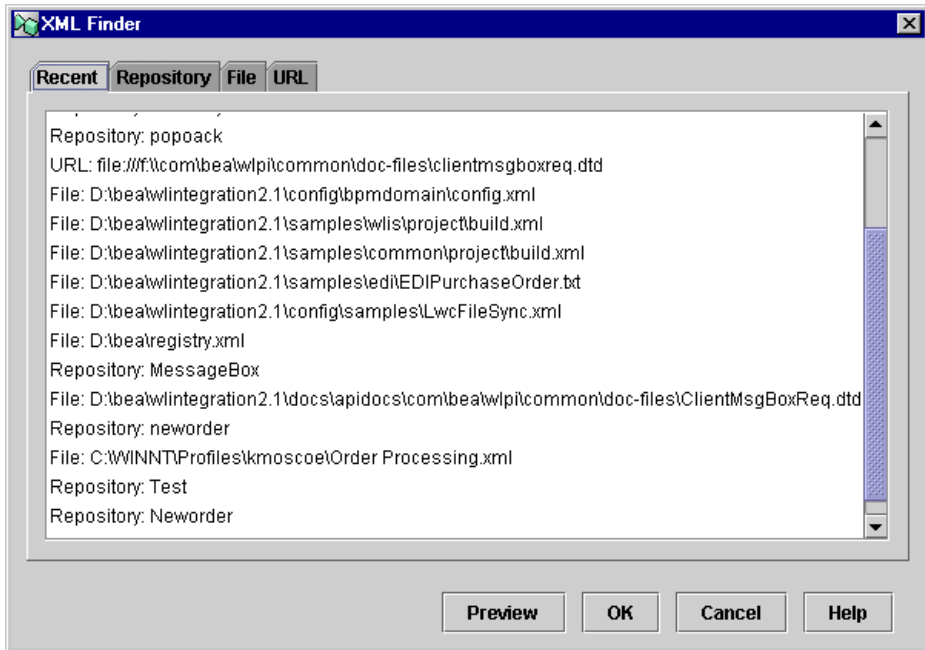 XML Finder
Recent Repository File URL
Repository: popoack
URL: file:///f:\\com\bea\wlpi\common\doc-files\clientmsgboxreq.dtd
File: D:\bea\wlintegration2.1\config\bpmdomain\config.xml
File: D:\bea\wlintegration2.1\samples\wlis\project\build.xml
File: D:\bea\wlintegration2.1\samples\common\project\build.xml
File: D:\bea\wlintegration2.1\samples\edi\EDIPurchaseOrder.txt
File: D:\bea\wlintegration2.1\config\samples\LwcFileSync.xml
File: D:\bea\registry.xml
Repository: MessageBox
File: D:\bea\wlintegration2.1\docs\apidocs\com\bea\wlpi\common\doc-files\ClientMsgBoxReq.dtd
Repository: neworder
File: C:\WINNT\Profiles\kmoscoe\Order Processing.xml
Repository: Test
Repository: Neworder
Preview OK Cancel Help